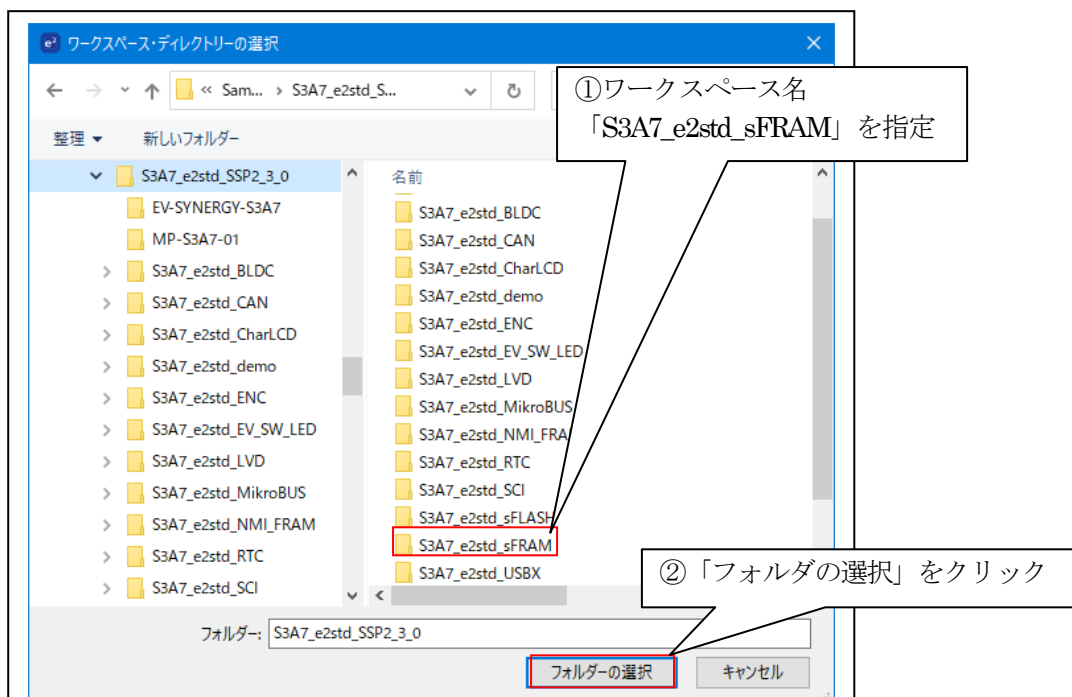 e² ワークスペース・ディレクトリーの選択
« Sam... › S3A7_e2std_S...
①ワークスペース名
「S3A7_e2std_sFRAM」を指定
整理 新しいフォルダー
S3A7_e2std_SSP2_3_0
EV-SYNERGY-S3A7
MP-S3A7-01
S3A7_e2std_BLDC
S3A7_e2std_CAN
S3A7_e2std_CharLCD
S3A7_e2std_demo
S3A7_e2std_ENC
S3A7_e2std_EV_SW_LED
S3A7_e2std_LVD
S3A7_e2std_MikroBUS
S3A7_e2std_NMI_FRAM
S3A7_e2std_RTC
S3A7_e2std_SCI
名前
S3A7_e2std_BLDC
S3A7_e2std_CAN
S3A7_e2std_CharLCD
S3A7_e2std_demo
S3A7_e2std_ENC
S3A7_e2std_EV_SW_LED
S3A7_e2std_LVD
S3A7_e2std_MikroBUS
S3A7_e2std_NMI_FRA
S3A7_e2std_RTC
S3A7_e2std_SCI
S3A7_e2std_sFLASH
S3A7_e2std_sFRAM
S3A7_e2std_USBX
②「フォルダの選択」をクリック
フォルダー: S3A7_e2std_SSP2_3_0
フォルダーの選択 キャンセル